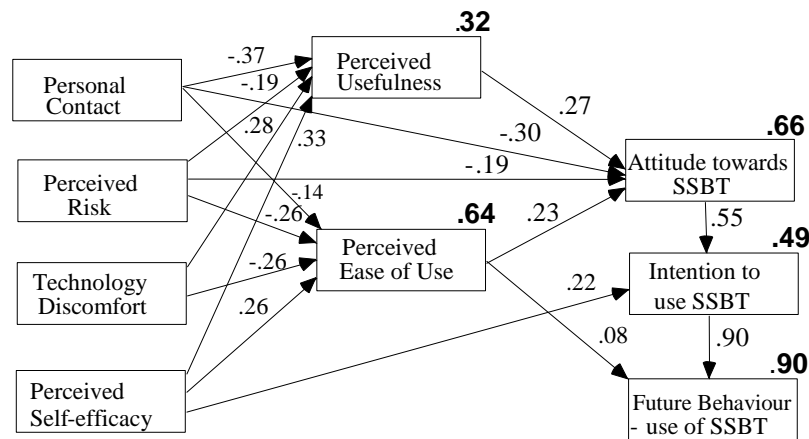 .32
-.37
Perceived
Usefulness
Personal
Contact
-.19
.27
.28
.33
-.30
.66
Attitude towards
SSBT
-.19
Perceived
Risk
-.14
-.26
.64
.23
.55
.49
Perceived
Ease of Use
Technology
Discomfort
-.26
.22
Intention to
use SSBT
.26
.08
.90
.90
Perceived
Self-efficacy
Future Behaviour
- use of SSBT